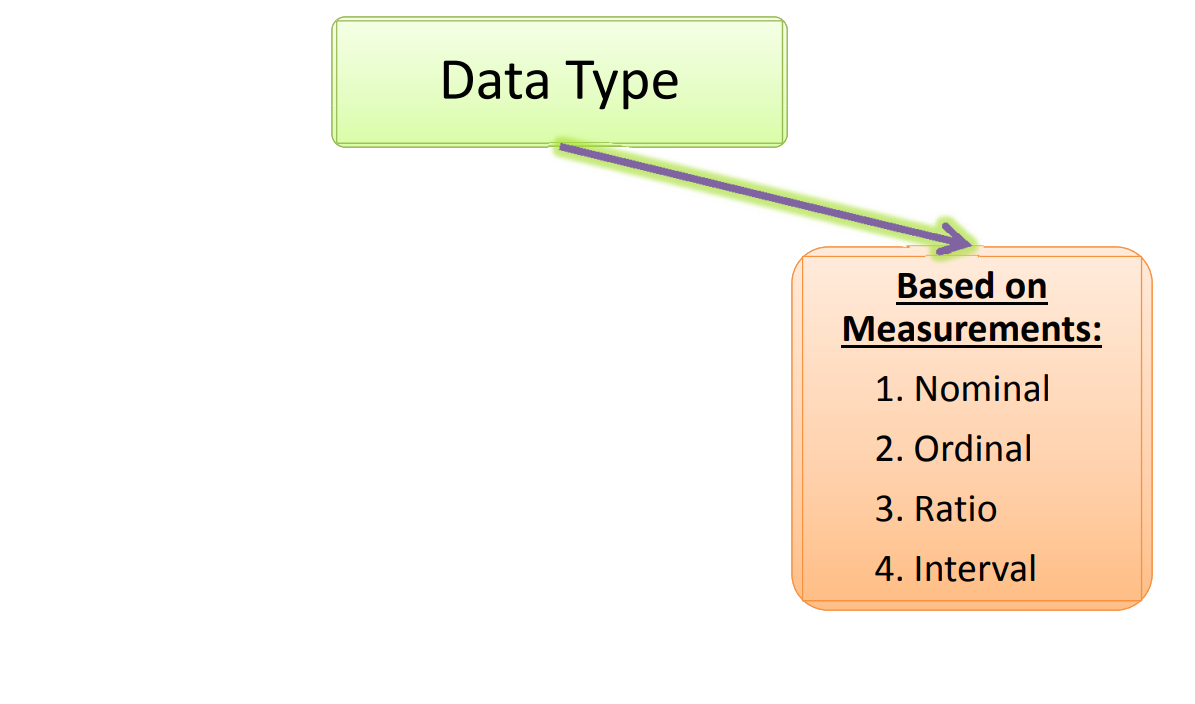 Data Type
Based on
Measurements:
1. Nominal
2. Ordinal
3. Ratio
4. Interval